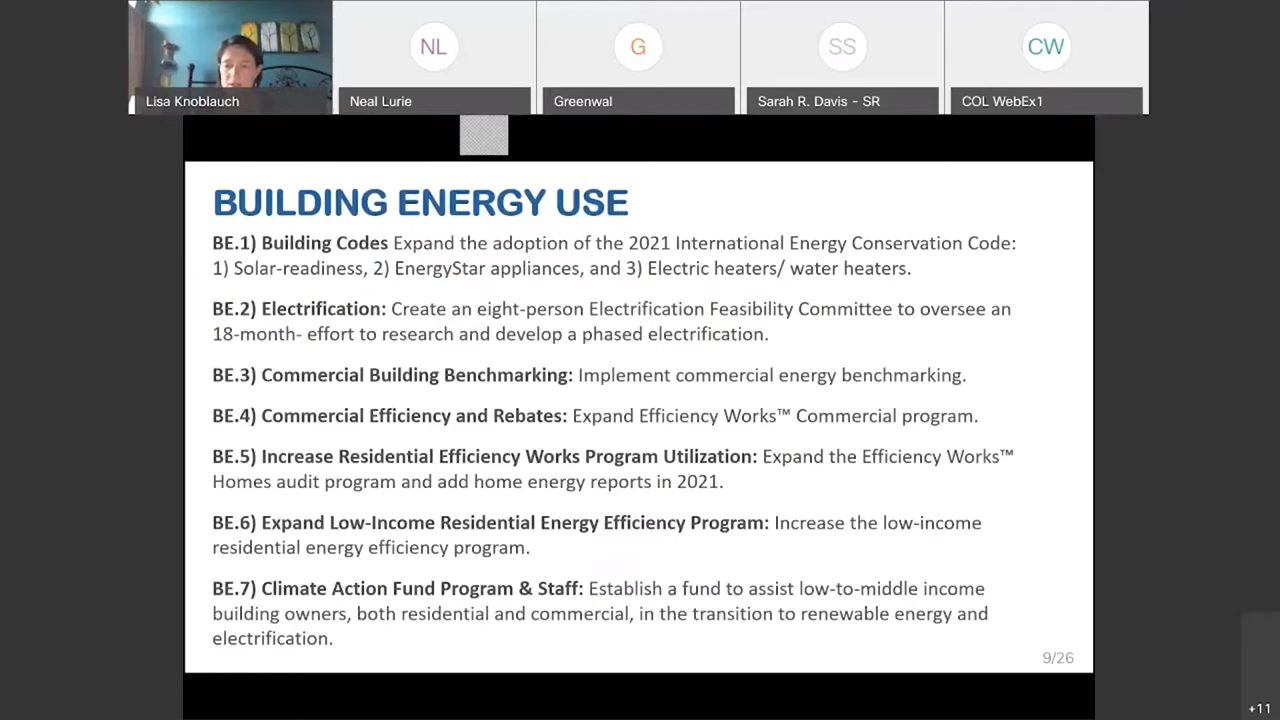 NL
G
SS
CW
Lisa Knoblauch
Neal Lurie
Greenwal
Sarah R. Davis - SR
COL WebEx1
BUILDING ENERGY USE
BE.1) Building Codes Expand the adoption of the 2021 International Energy Conservation Code:
1) Solar-readiness, 2) EnergyStar appliances, and 3) Electric heaters/ water heaters.
BE.2) Electrification: Create an eight-person Electrification Feasibility Committee to oversee an
18-month- effort to research and develop a phased electrification.
BE.3) Commercial Building Benchmarking: Implement commercial energy benchmarking.
BE.4) Commercial Efficiency and Rebates: Expand Efficiency Works™ Commercial program.
BE.5) Increase Residential Efficiency Works Program Utilization: Expand the Efficiency Works™
Homes audit program and add home energy reports in 2021.
BE.6) Expand Low-Income Residential Energy Efficiency Program: Increase the low-income
residential energy efficiency program.
BE.7) Climate Action Fund Program & Staff: Establish a fund to assist low-to-middle income
building owners, both residential and commercial, in the transition to renewable energy and
electrification.
9/26
+11